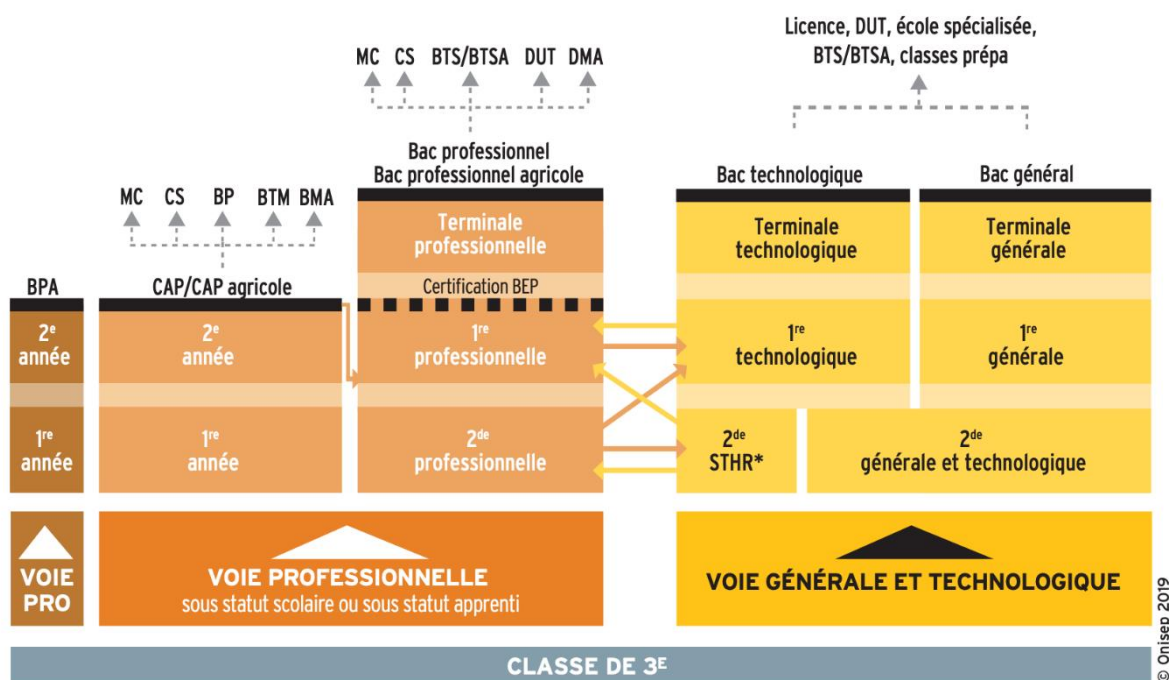 Licence, DUT, école spécialisée,
BTS/BTSA, classes prépa
MC CS BTS/BTSA DUT DMA
Bac professionnel
Bac professionnel agricole
Bac technologique
Bac général
MC CS BP BTM BMA
Terminale
professionnelle
Terminale
technologique
Terminale
générale
BPA
CAP/CAP agricole
Certification BEP
2e
année
2e
année
1re
professionnelle
1re
technologique
1re
générale
1re
année
1re
année
2de
professionnelle
2de
STHR*
2de
générale et technologique
VOIE
PRO
VOIE PROFESSIONNELLE
sous statut scolaire ou sous statut apprenti
VOIE GÉNÉRALE ET TECHNOLOGIQUE
CLASSE DE 3E
© Onisep 2019